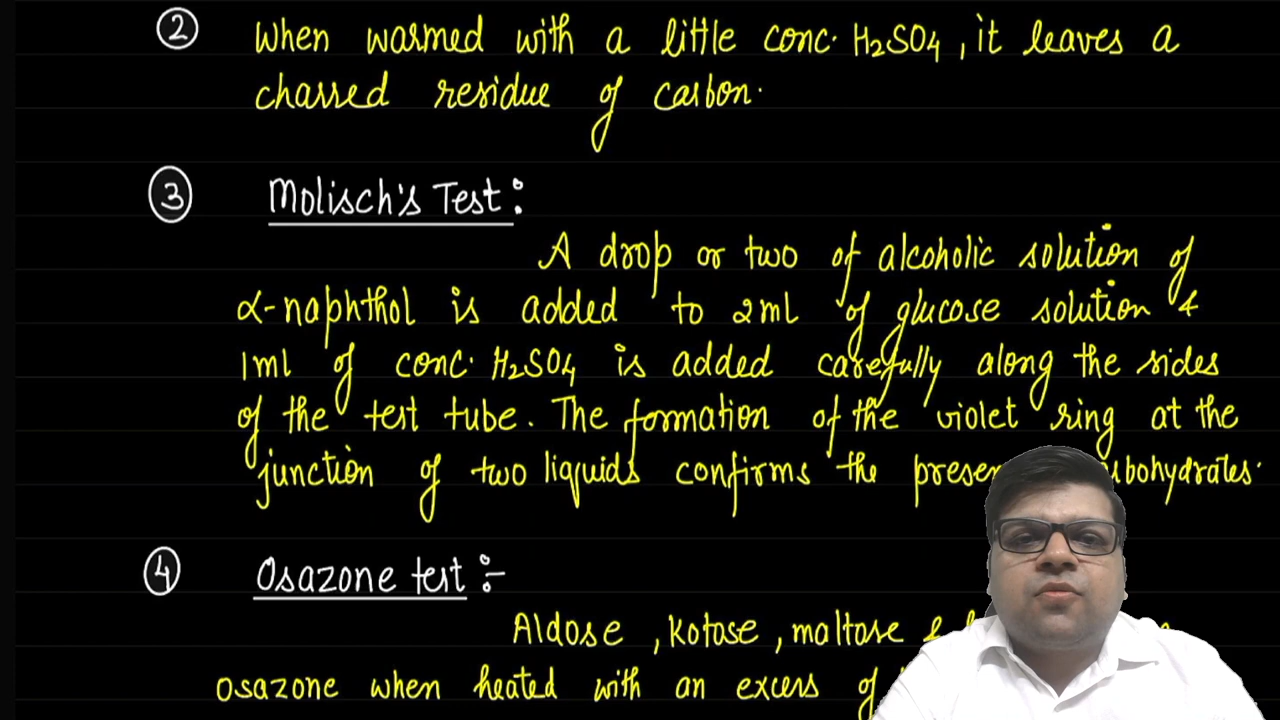 ② When warmed with a little conc. H₂SO₄, it leaves a
charred residue of carbon.
③ Molisch's Test:
A drop or two of alcoholic solution of
α-naphthol is added to 2ml of glucose solution &
1ml of conc. H₂SO₄ is added carefully along the sides
of the test tube. The formation of the violet ring at the
junction of two liquids confirms the
④ Osazone test :-
Aldose, Kotose, maltose &
osazone when heated with an excess of